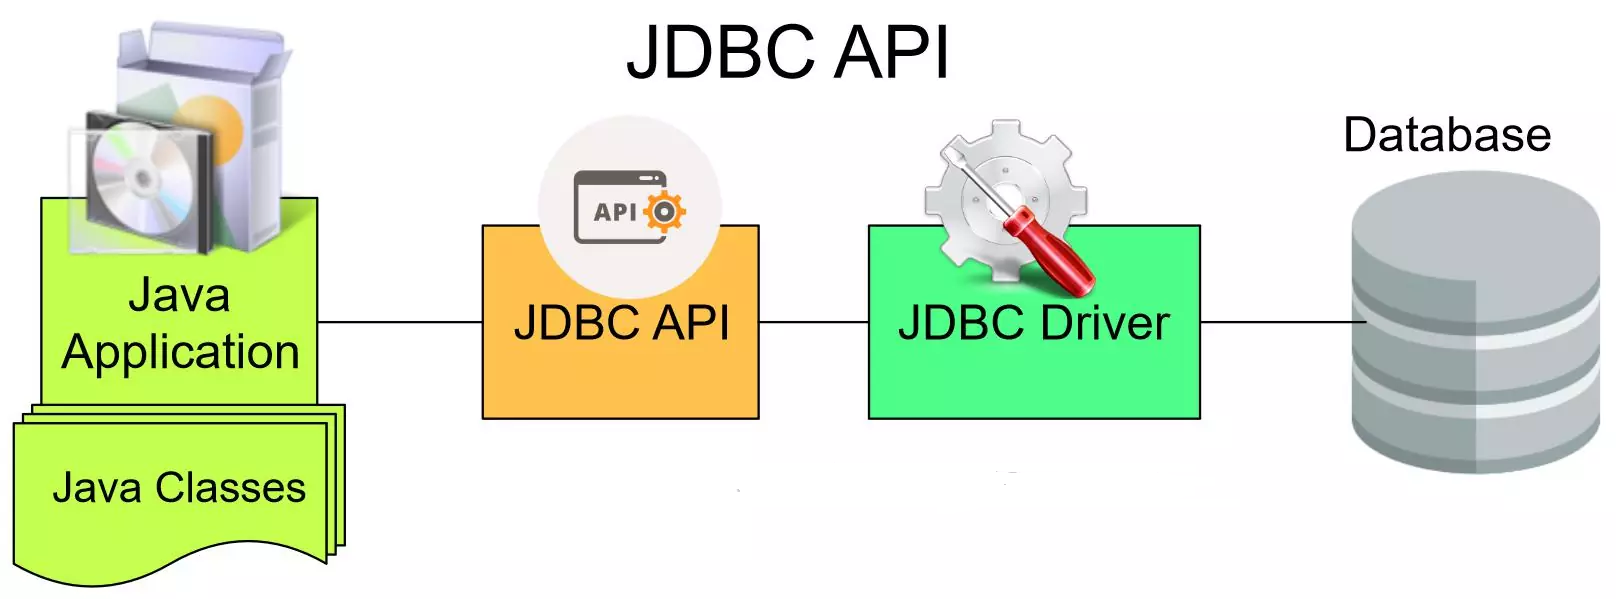 JDBC API
Database
API
Java
Application
JDBC API
JDBC Driver
Java Classes